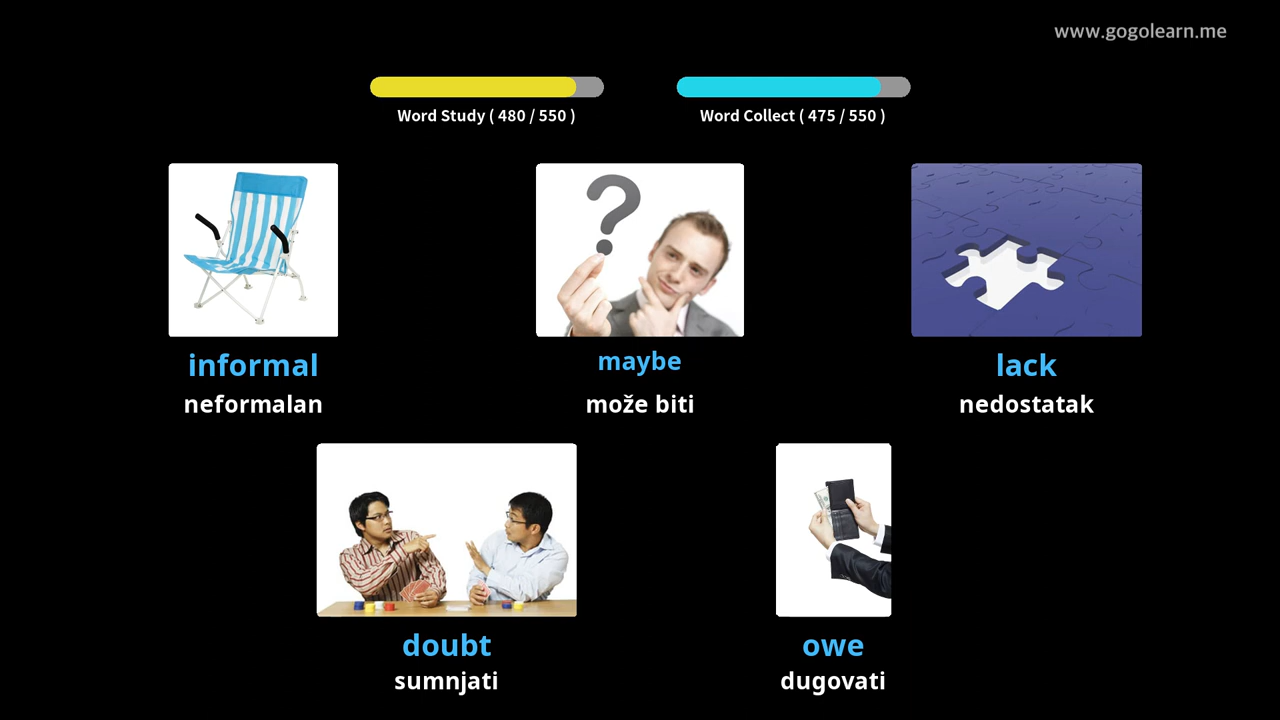 www.gogolearn.me
Word Study ( 480 / 550 )
Word Collect ( 475 / 550 )
informal
neformalan
maybe
može biti
lack
nedostatak
doubt
sumnjati
owe
dugovati